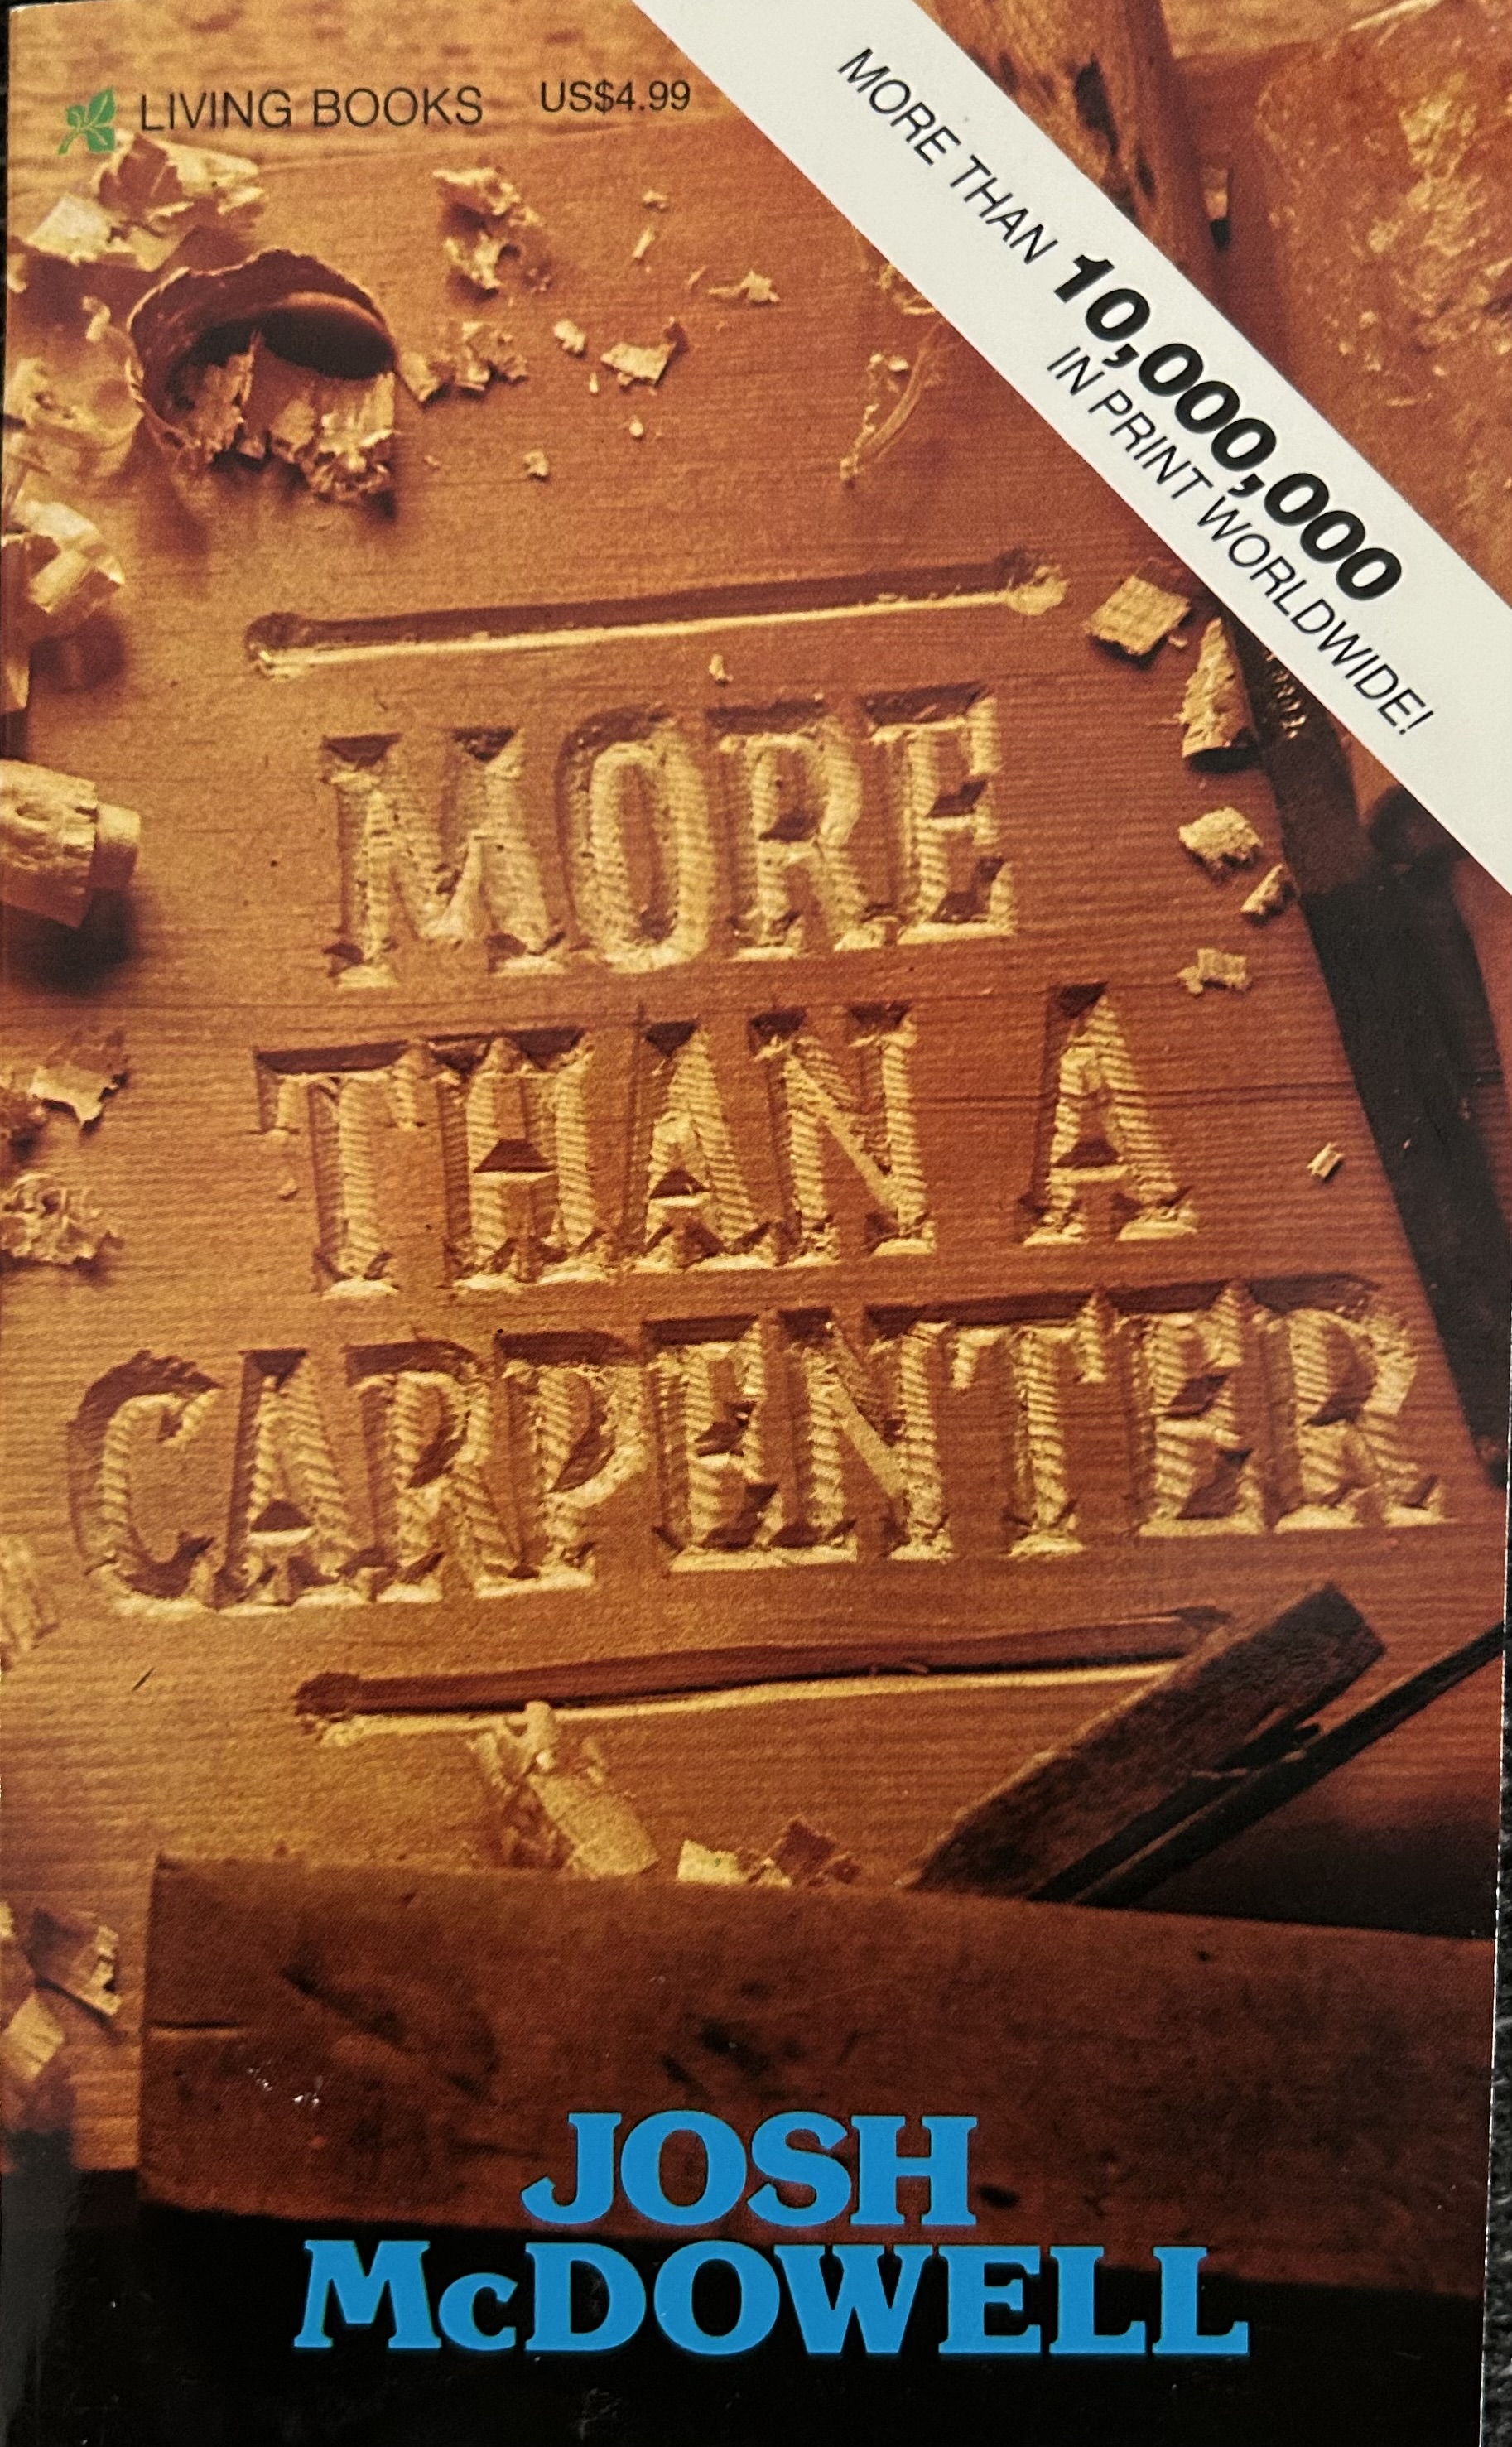 LIVING BOOKS US$4.99
MORE THAN 10,000,000
IN PRINT WORLDWIDE!
MORE
THAN A
CARPENTER
JOSH
McDOWELL